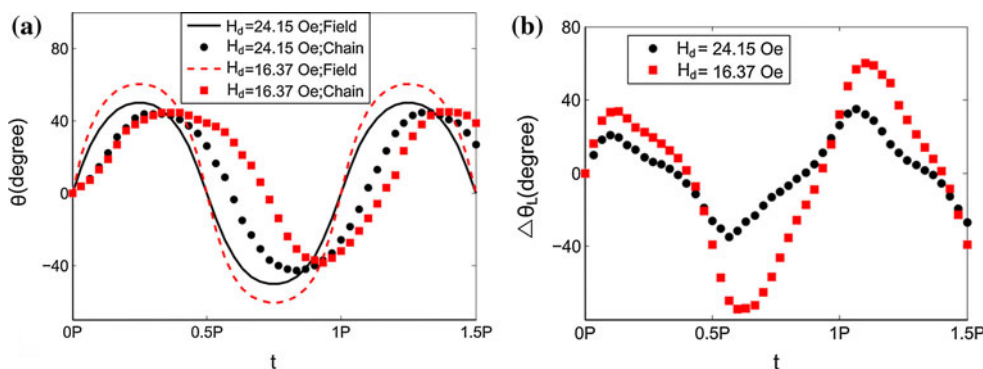 (a)
H_d=24.15 Oe;Field
H_d=24.15 Oe;Chain
H_d=16.37 Oe;Field
H_d=16.37 Oe;Chain
θ(degree)
80
40
0
−40
0P
0.5P
1P
1.5P
t
(b)
H_d= 24.15 Oe
H_d= 16.37 Oe
△θ_L(degree)
80
40
0
−40
0P
0.5P
1P
1.5P
t